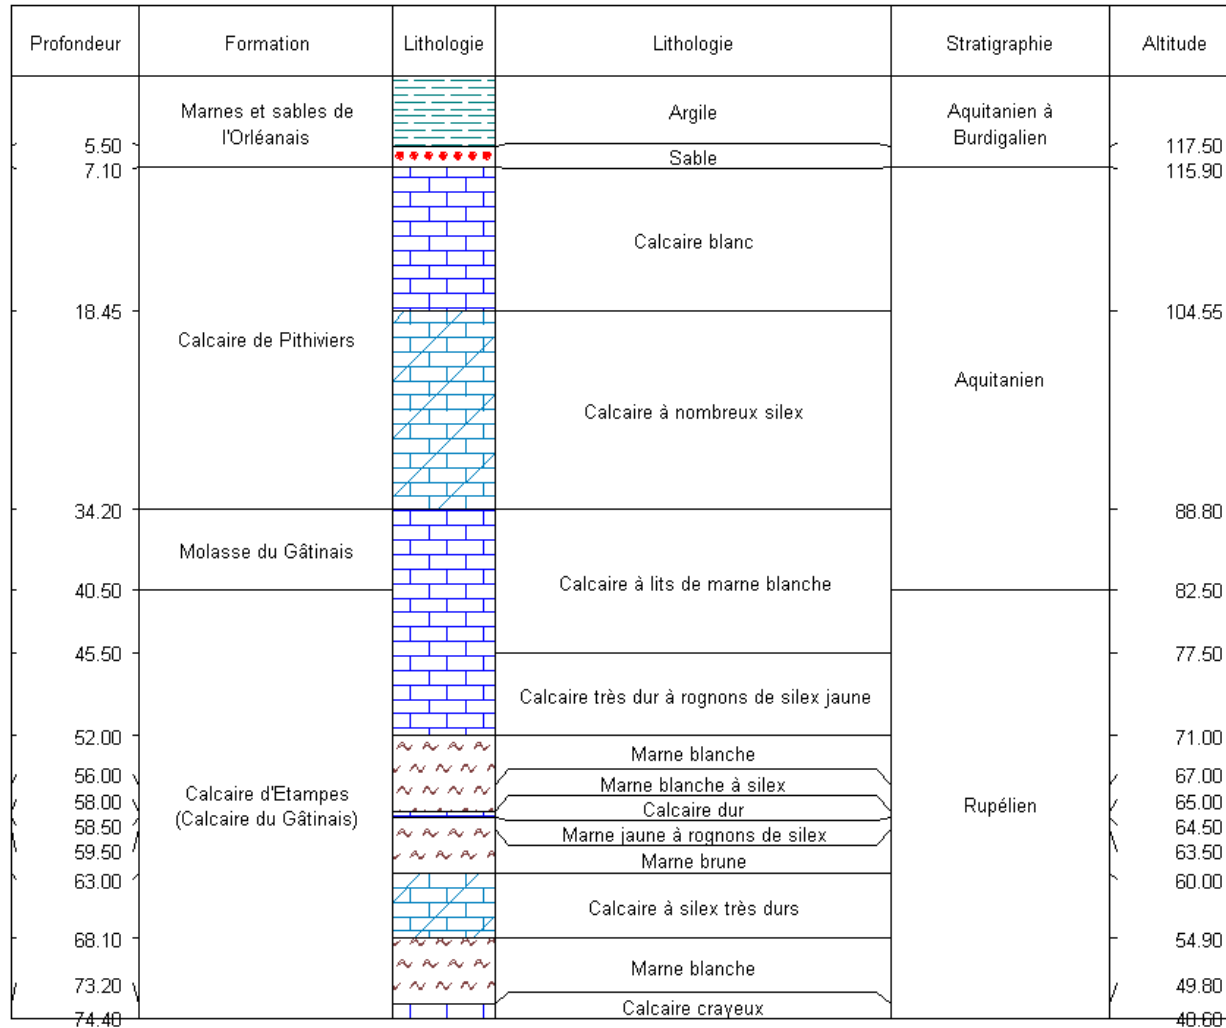 Profondeur Formation Lithologie Lithologie Stratigraphie Altitude
Marnes et sables de
l'Orléanais
Argile
Aquitanien à
Burdigalien
5.50 117.50
Sable
7.10 115.90
Calcaire blanc
18.45 104.55
Calcaire de Pithiviers
Aquitanien
Calcaire à nombreux silex
34.20 88.80
Molasse du Gâtinais
Calcaire à lits de marne blanche
40.50 82.50
45.50 77.50
Calcaire très dur à rognons de silex jaune
52.00 71.00
Marne blanche
56.00 67.00
Marne blanche à silex
Calcaire d'Etampes
(Calcaire du Gâtinais)
Rupélien
58.00 65.00
Calcaire dur
58.50 64.50
Marne jaune à rognons de silex
59.50 63.50
Marne brune
63.00 60.00
Calcaire à silex très durs
68.10 54.90
Marne blanche
73.20 49.80
Calcaire crayeux
74.40 48.60